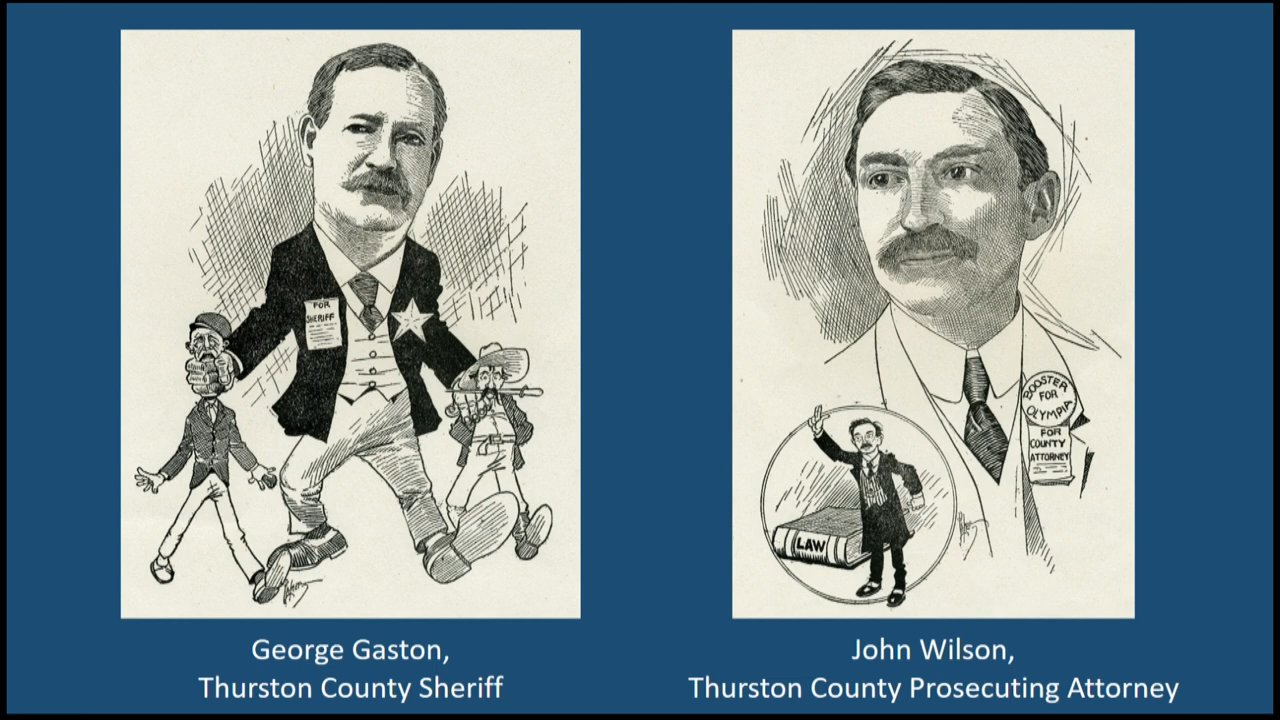 FOR
SHERIFF
BOOSTER
FOR
OLYMPIA
FOR
COUNTY
ATTORNEY
LAW
George Gaston,
Thurston County Sheriff
John Wilson,
Thurston County Prosecuting Attorney